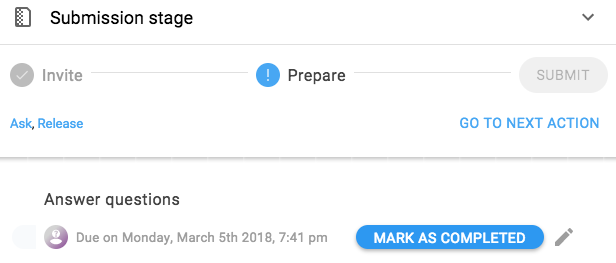 Submission stage
Invite
Prepare
SUBMIT
Ask, Release
GO TO NEXT ACTION
Answer questions
Due on Monday, March 5th 2018, 7:41 pm
MARK AS COMPLETED